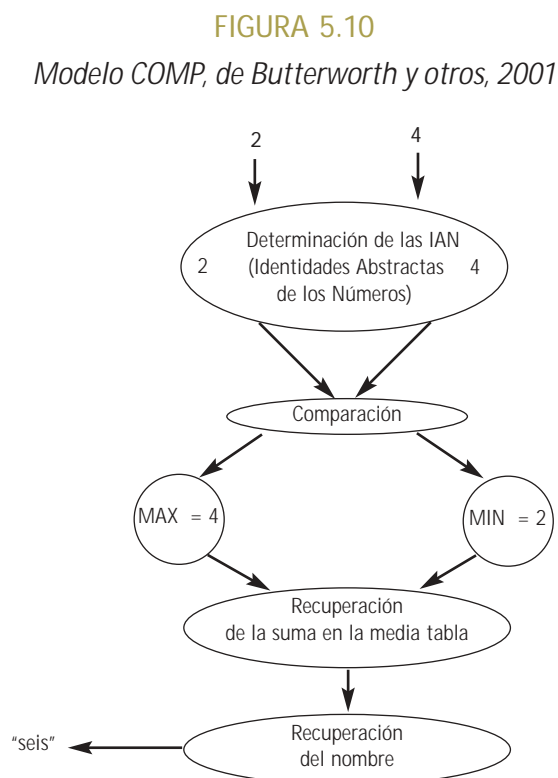 FIGURA 5.10
Modelo COMP, de Butterworth y otros, 2001
2 4
Determinación de las IAN
2 (Identidades Abstractas 4
de los Números)
Comparación
MAX = 4 MIN = 2
Recuperación
de la suma en la media tabla
Recuperación
"seis"
del nombre